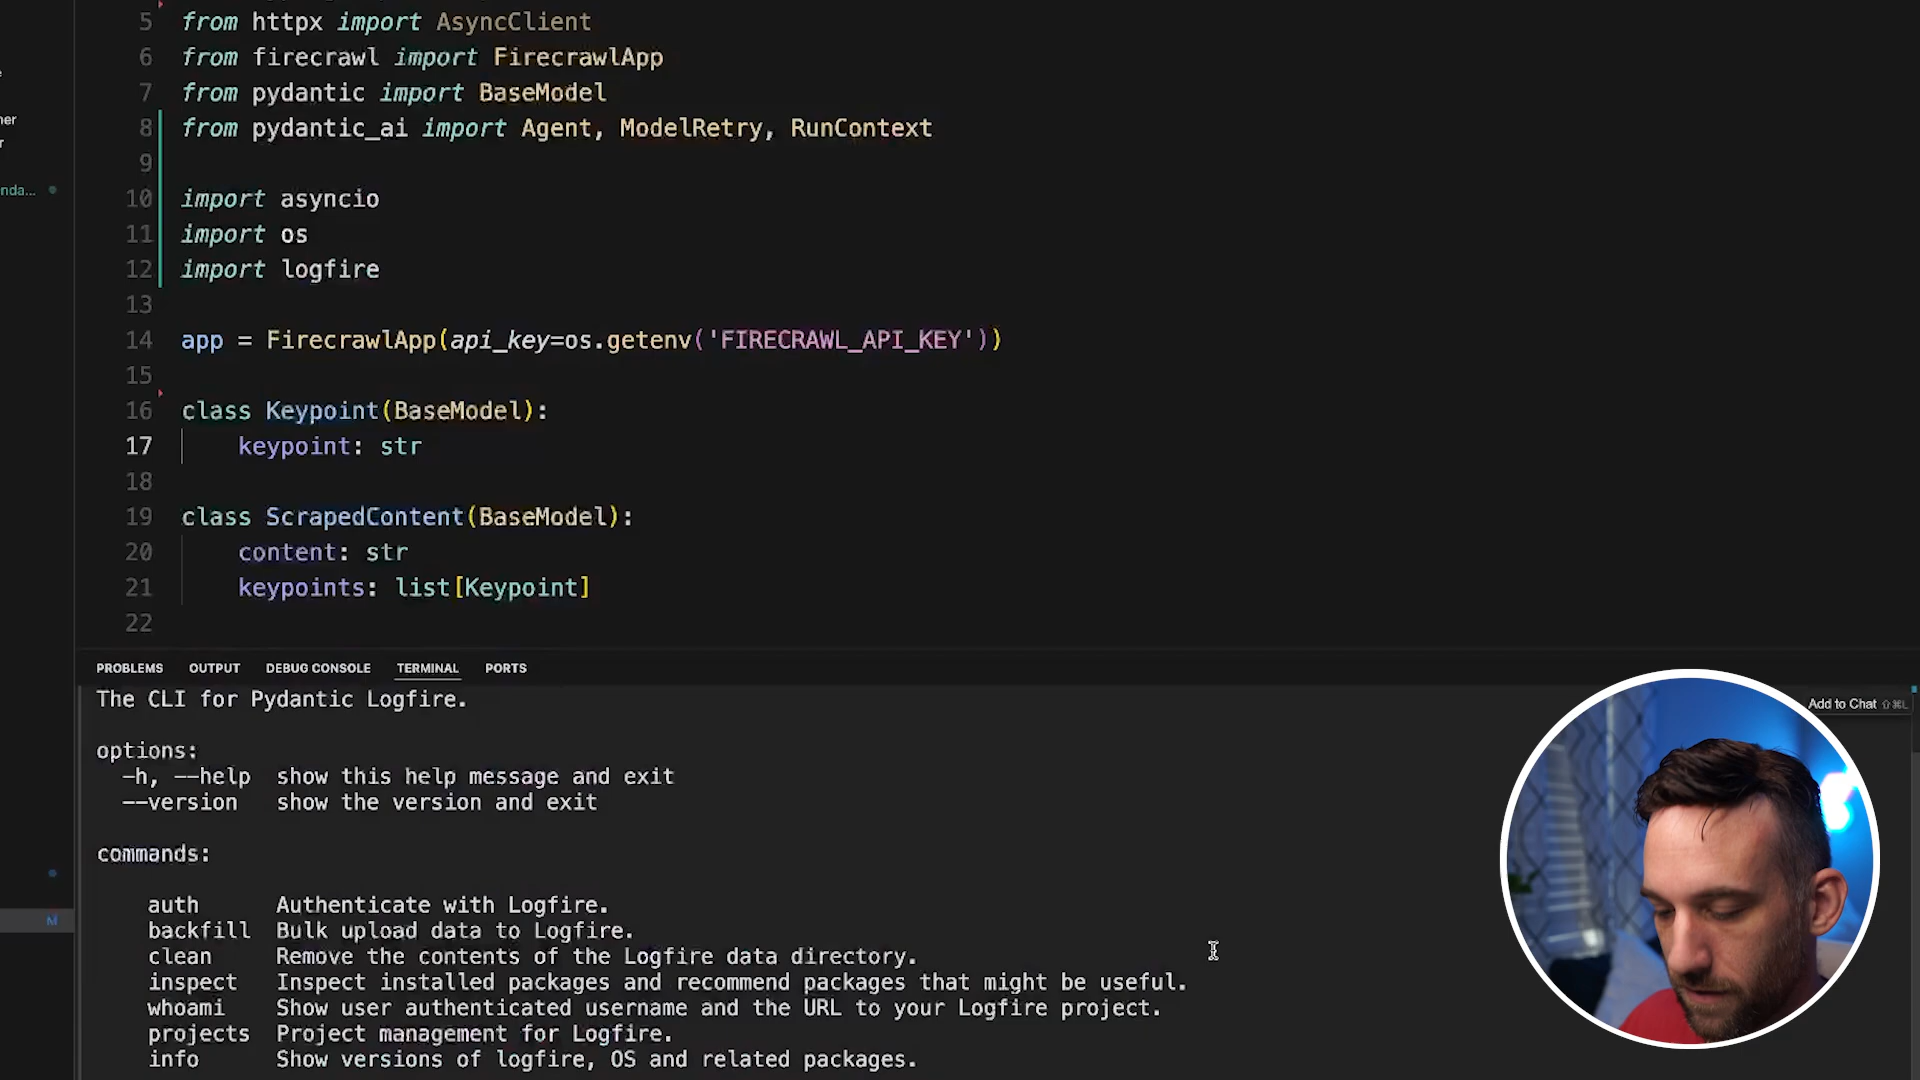 5 from httpx import AsyncClient
6 from firecrawl import FirecrawlApp
7 from pydantic import BaseModel
8 from pydantic_ai import Agent, ModelRetry, RunContext
9
10 import asyncio
11 import os
12 import logfire
13
14 app = FirecrawlApp(api_key=os.getenv('FIRECRAWL_API_KEY'))
15
16 class Keypoint(BaseModel):
17 keypoint: str
18
19 class ScrapedContent(BaseModel):
20 content: str
21 keypoints: list[Keypoint]
22
nda...
M
PROBLEMS OUTPUT DEBUG CONSOLE TERMINAL PORTS
Add to Chat ⇧⌘L
The CLI for Pydantic Logfire.
options:
-h, --help show this help message and exit
--version show the version and exit
commands:
auth Authenticate with Logfire.
backfill Bulk upload data to Logfire.
clean Remove the contents of the Logfire data directory.
inspect Inspect installed packages and recommend packages that might be useful.
whoami Show user authenticated username and the URL to your Logfire project.
projects Project management for Logfire.
info Show versions of logfire, OS and related packages.